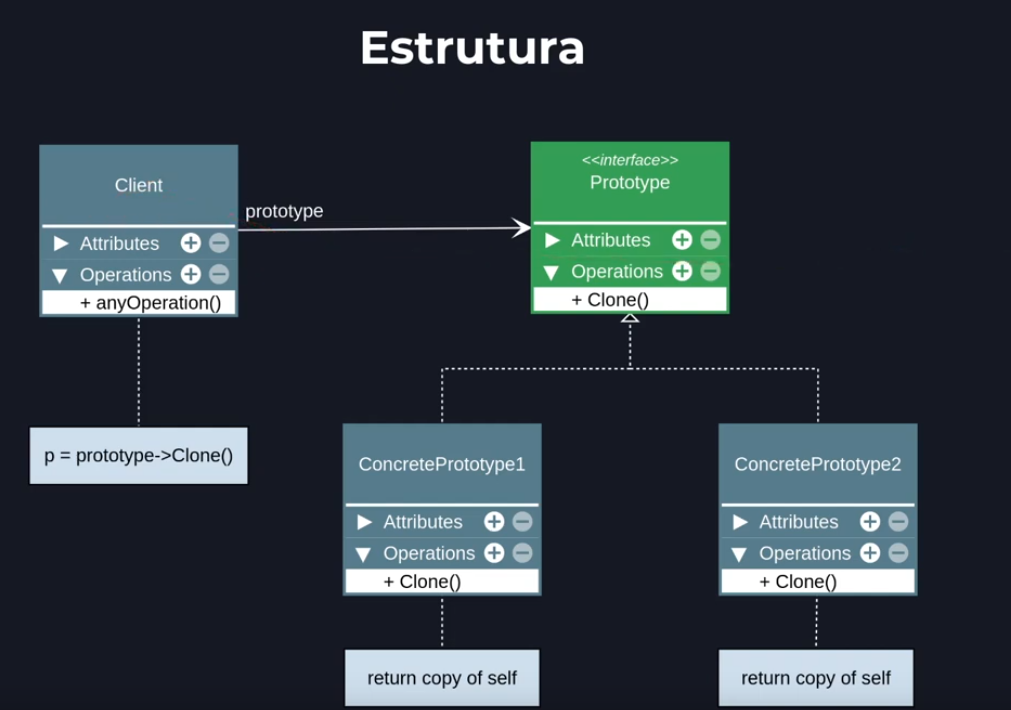 Estrutura
Client
Attributes
Operations
+ anyOperation()
prototype
<<interface>>
Prototype
Attributes
Operations
+ Clone()
p = prototype->Clone()
ConcretePrototype1
Attributes
Operations
+ Clone()
return copy of self
ConcretePrototype2
Attributes
Operations
+ Clone()
return copy of self